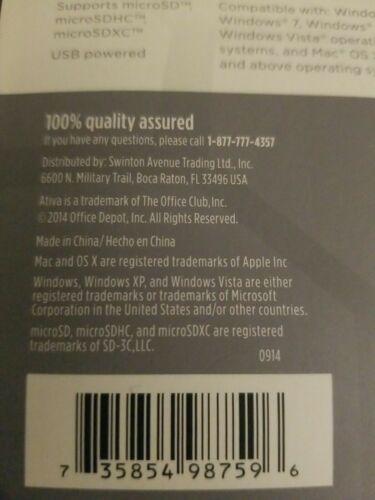 Supports microSD™,
microSDHC™,
microSDXC™
USB powered
Compatible with: Windo
Windows® 7, Windows®
Windows Vista® operati
systems, and Mac® OS
and above operating s
100% quality assured
If you have any questions, please call 1-877-777-4357
Distributed by: Swinton Avenue Trading Ltd., Inc.
6600 N. Military Trail, Boca Raton, FL 33496 USA
Ativa is a trademark of The Office Club, Inc.
©2014 Office Depot, Inc. All Rights Reserved.
Made in China/ Hecho en China
Mac and OS X are registered trademarks of Apple Inc
Windows, Windows XP, and Windows Vista are either
registered trademarks or trademarks of Microsoft
Corporation in the United States and/or other countries.
microSD, microSDHC, and microSDXC are registered
trademarks of SD-3C,LLC.
0914
7 35854 98759 6